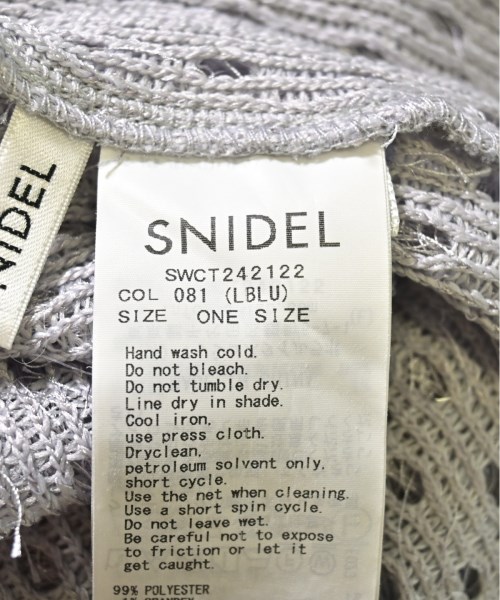 SNIDEL
SWCT242122
COL 081 (LBLU)
SIZE ONE SIZE
Hand wash cold.
Do not bleach.
Do not tumble dry.
Line dry in shade.
Cool iron,
use press cloth.
Dryclean,
petroleum solvent only,
short cycle.
Use the net when cleaning.
Use a short spin cycle.
Do not leave wet.
Be careful not to expose
to friction or let it
get caught.
99% POLYESTER
NIDEL